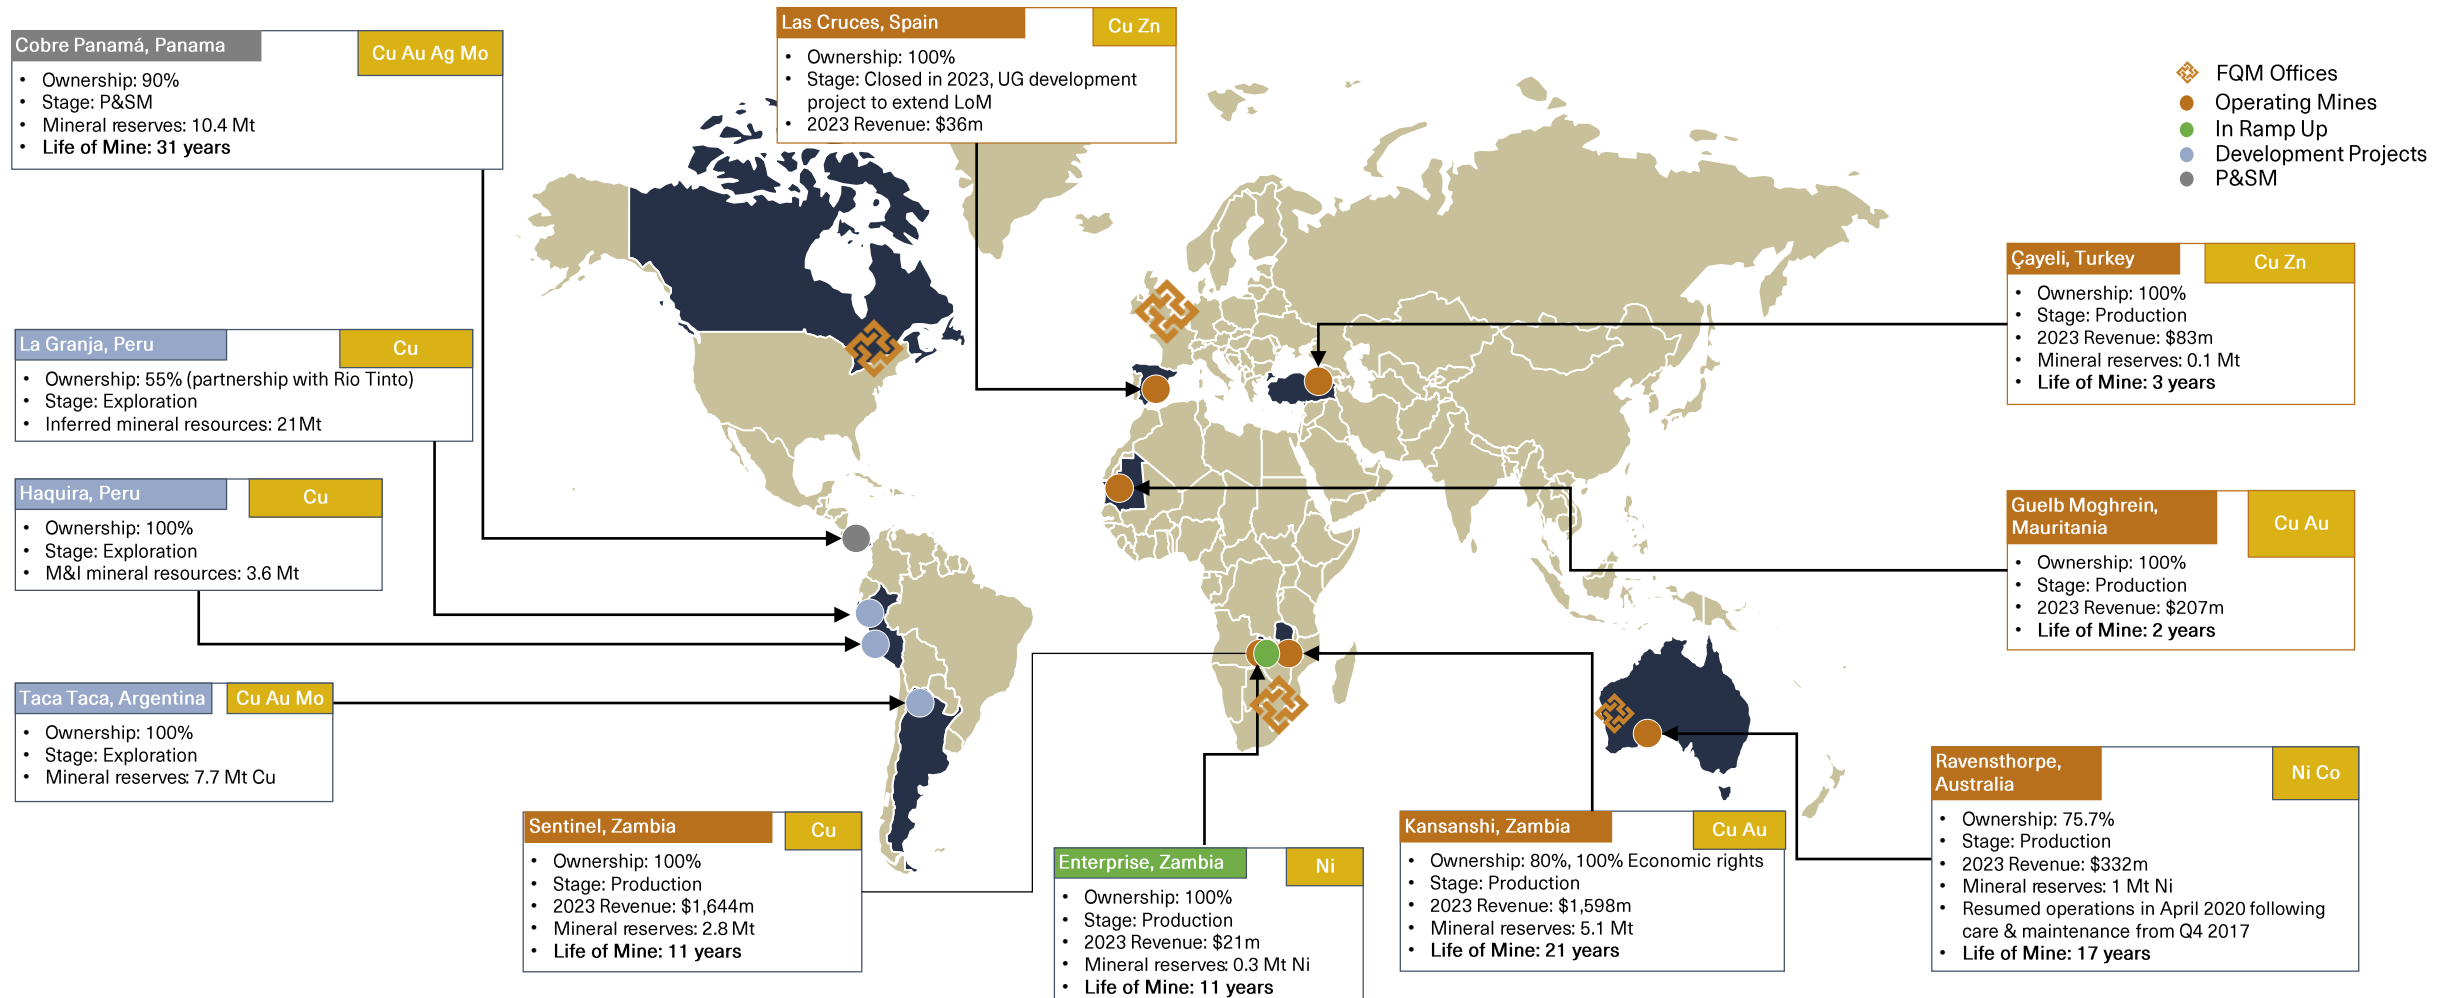 Cobre Panamá, Panama
Cu Au Ag Mo
• Ownership: 90%
• Stage: P&SM
• Mineral reserves: 10.4 Mt
• Life of Mine: 31 years
Las Cruces, Spain
Cu Zn
• Ownership: 100%
• Stage: Closed in 2023, UG development
project to extend LoM
• 2023 Revenue: $36m
FQM Offices
Operating Mines
In Ramp Up
Development Projects
P&SM
Çayeli, Turkey
Cu Zn
• Ownership: 100%
• Stage: Production
• 2023 Revenue: $83m
• Mineral reserves: 0.1 Mt
• Life of Mine: 3 years
La Granja, Peru
Cu
• Ownership: 55% (partnership with Rio Tinto)
• Stage: Exploration
• Inferred mineral resources: 21Mt
Haquira, Peru
Cu
• Ownership: 100%
• Stage: Exploration
• M&I mineral resources: 3.6 Mt
Guelb Moghrein,
Mauritania
Cu Au
• Ownership: 100%
• Stage: Production
• 2023 Revenue: $207m
• Life of Mine: 2 years
Taca Taca, Argentina
Cu Au Mo
• Ownership: 100%
• Stage: Exploration
• Mineral reserves: 7.7 Mt Cu
Sentinel, Zambia
Cu
• Ownership: 100%
• Stage: Production
• 2023 Revenue: $1,644m
• Mineral reserves: 2.8 Mt
• Life of Mine: 11 years
Enterprise, Zambia
Ni
• Ownership: 100%
• Stage: Production
• 2023 Revenue: $21m
• Mineral reserves: 0.3 Mt Ni
• Life of Mine: 11 years
Kansanshi, Zambia
Cu Au
• Ownership: 80%, 100% Economic rights
• Stage: Production
• 2023 Revenue: $1,598m
• Mineral reserves: 5.1 Mt
• Life of Mine: 21 years
Ravensthorpe,
Australia
Ni Co
• Ownership: 75.7%
• Stage: Production
• 2023 Revenue: $332m
• Mineral reserves: 1 Mt Ni
• Resumed operations in April 2020 following
care & maintenance from Q4 2017
• Life of Mine: 17 years